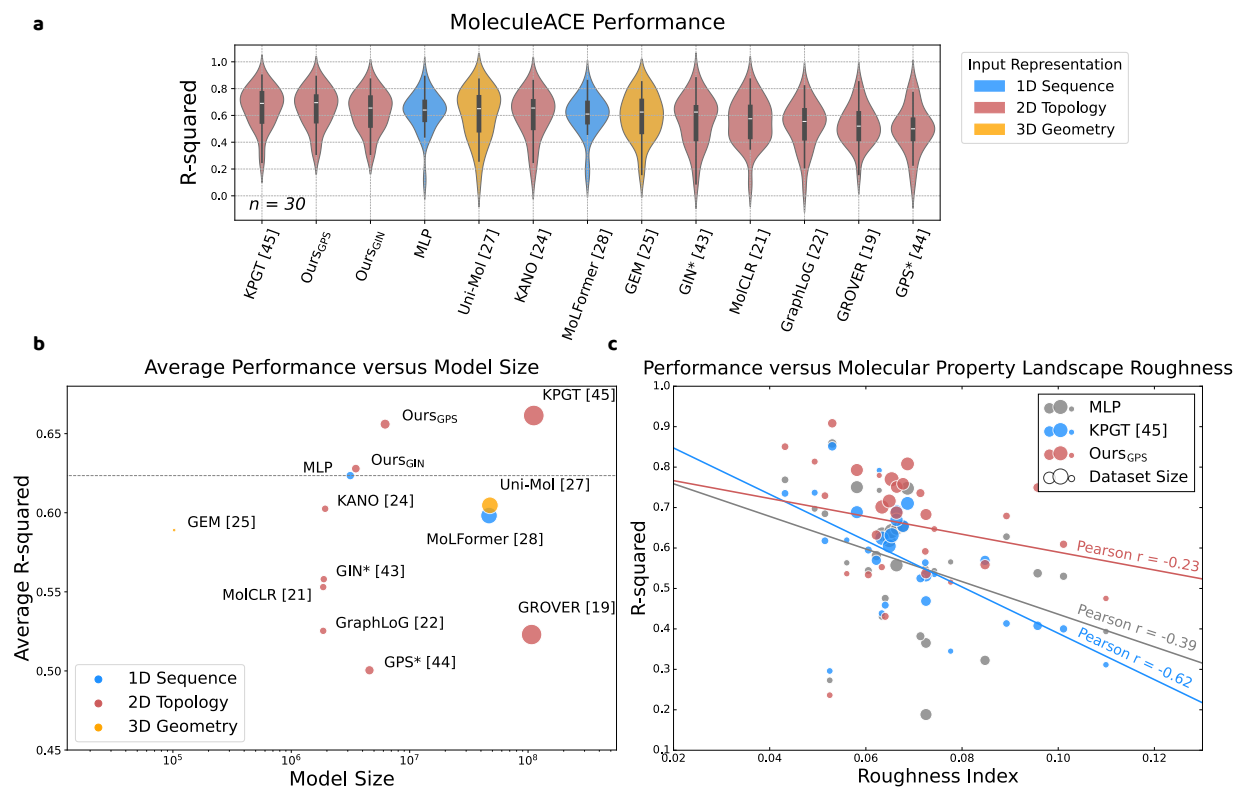 a
MoleculeACE Performance
R-squared
1.0
0.8
0.6
0.4
0.2
0.0
n = 30
KPGT [45]
OursGPS
OursGIN
MLP
Uni-Mol [27]
KANO [24]
MoLFormer [28]
GEM [25]
GIN* [43]
MolCLR [21]
GraphLoG [22]
GROVER [19]
GPS* [44]
Input Representation
1D Sequence
2D Topology
3D Geometry
b
Average Performance versus Model Size
Average R-squared
0.65
0.60
0.55
0.50
0.45
KPGT [45]
OursGPS
OursGIN
MLP
Uni-Mol [27]
KANO [24]
GEM [25]
MoLFormer [28]
GIN* [43]
MolCLR [21]
GROVER [19]
GraphLoG [22]
GPS* [44]
1D Sequence
2D Topology
3D Geometry
10⁵
10⁶
10⁷
10⁸
Model Size
c
Performance versus Molecular Property Landscape Roughness
R-squared
1.0
0.9
0.8
0.7
0.6
0.5
0.4
0.3
0.2
0.1
MLP
KPGT [45]
OursGPS
Dataset Size
Pearson r = -0.23
Pearson r = -0.39
Pearson r = -0.62
0.02
0.04
0.06
0.08
0.10
0.12
Roughness Index